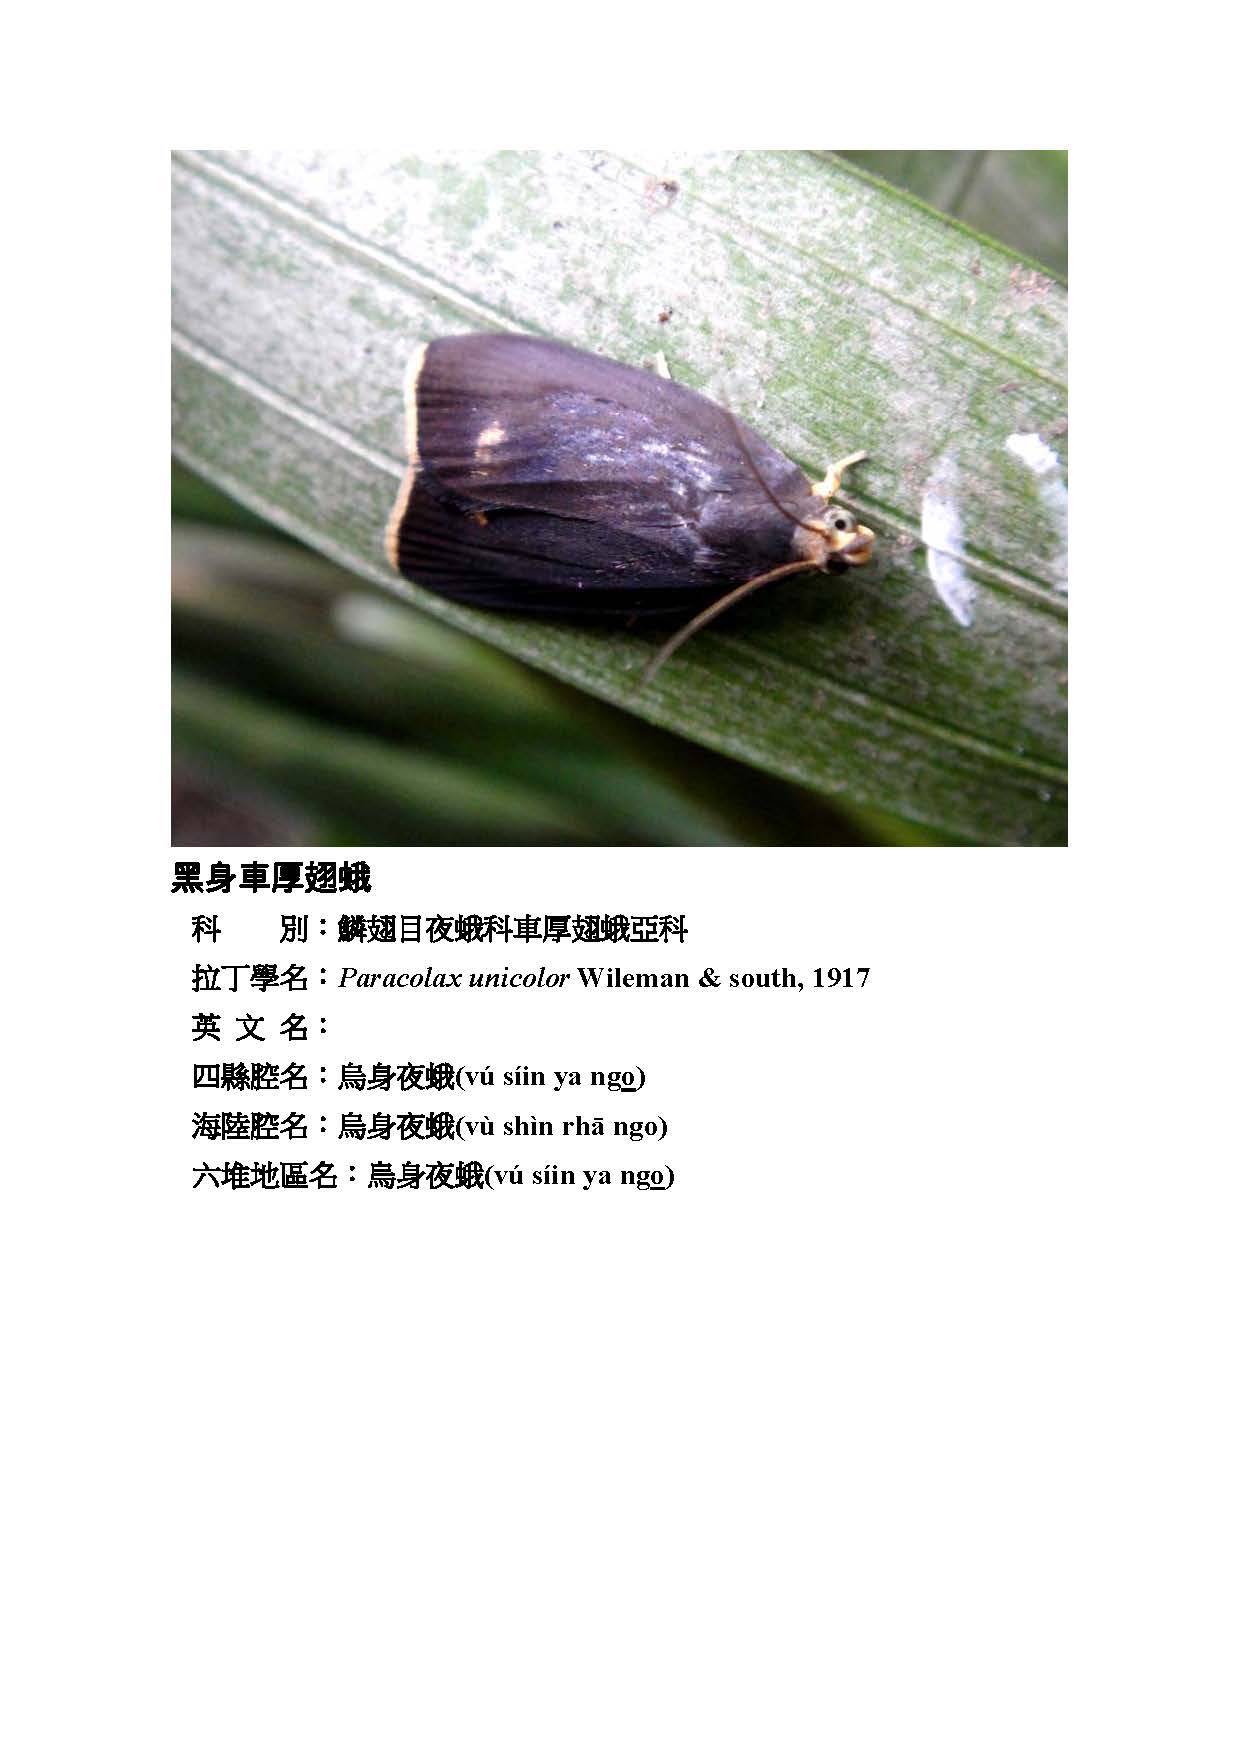 黑身車厚翅蛾
科　　別：鱗翅目夜蛾科車厚翅蛾亞科
拉丁學名：Paracolax unicolor Wileman & south, 1917
英 文 名：
四縣腔名：烏身夜蛾(vú síin ya ngo)
海陸腔名：烏身夜蛾(vù shìn rhā ngo)
六堆地區名：烏身夜蛾(vú síin ya ngo)